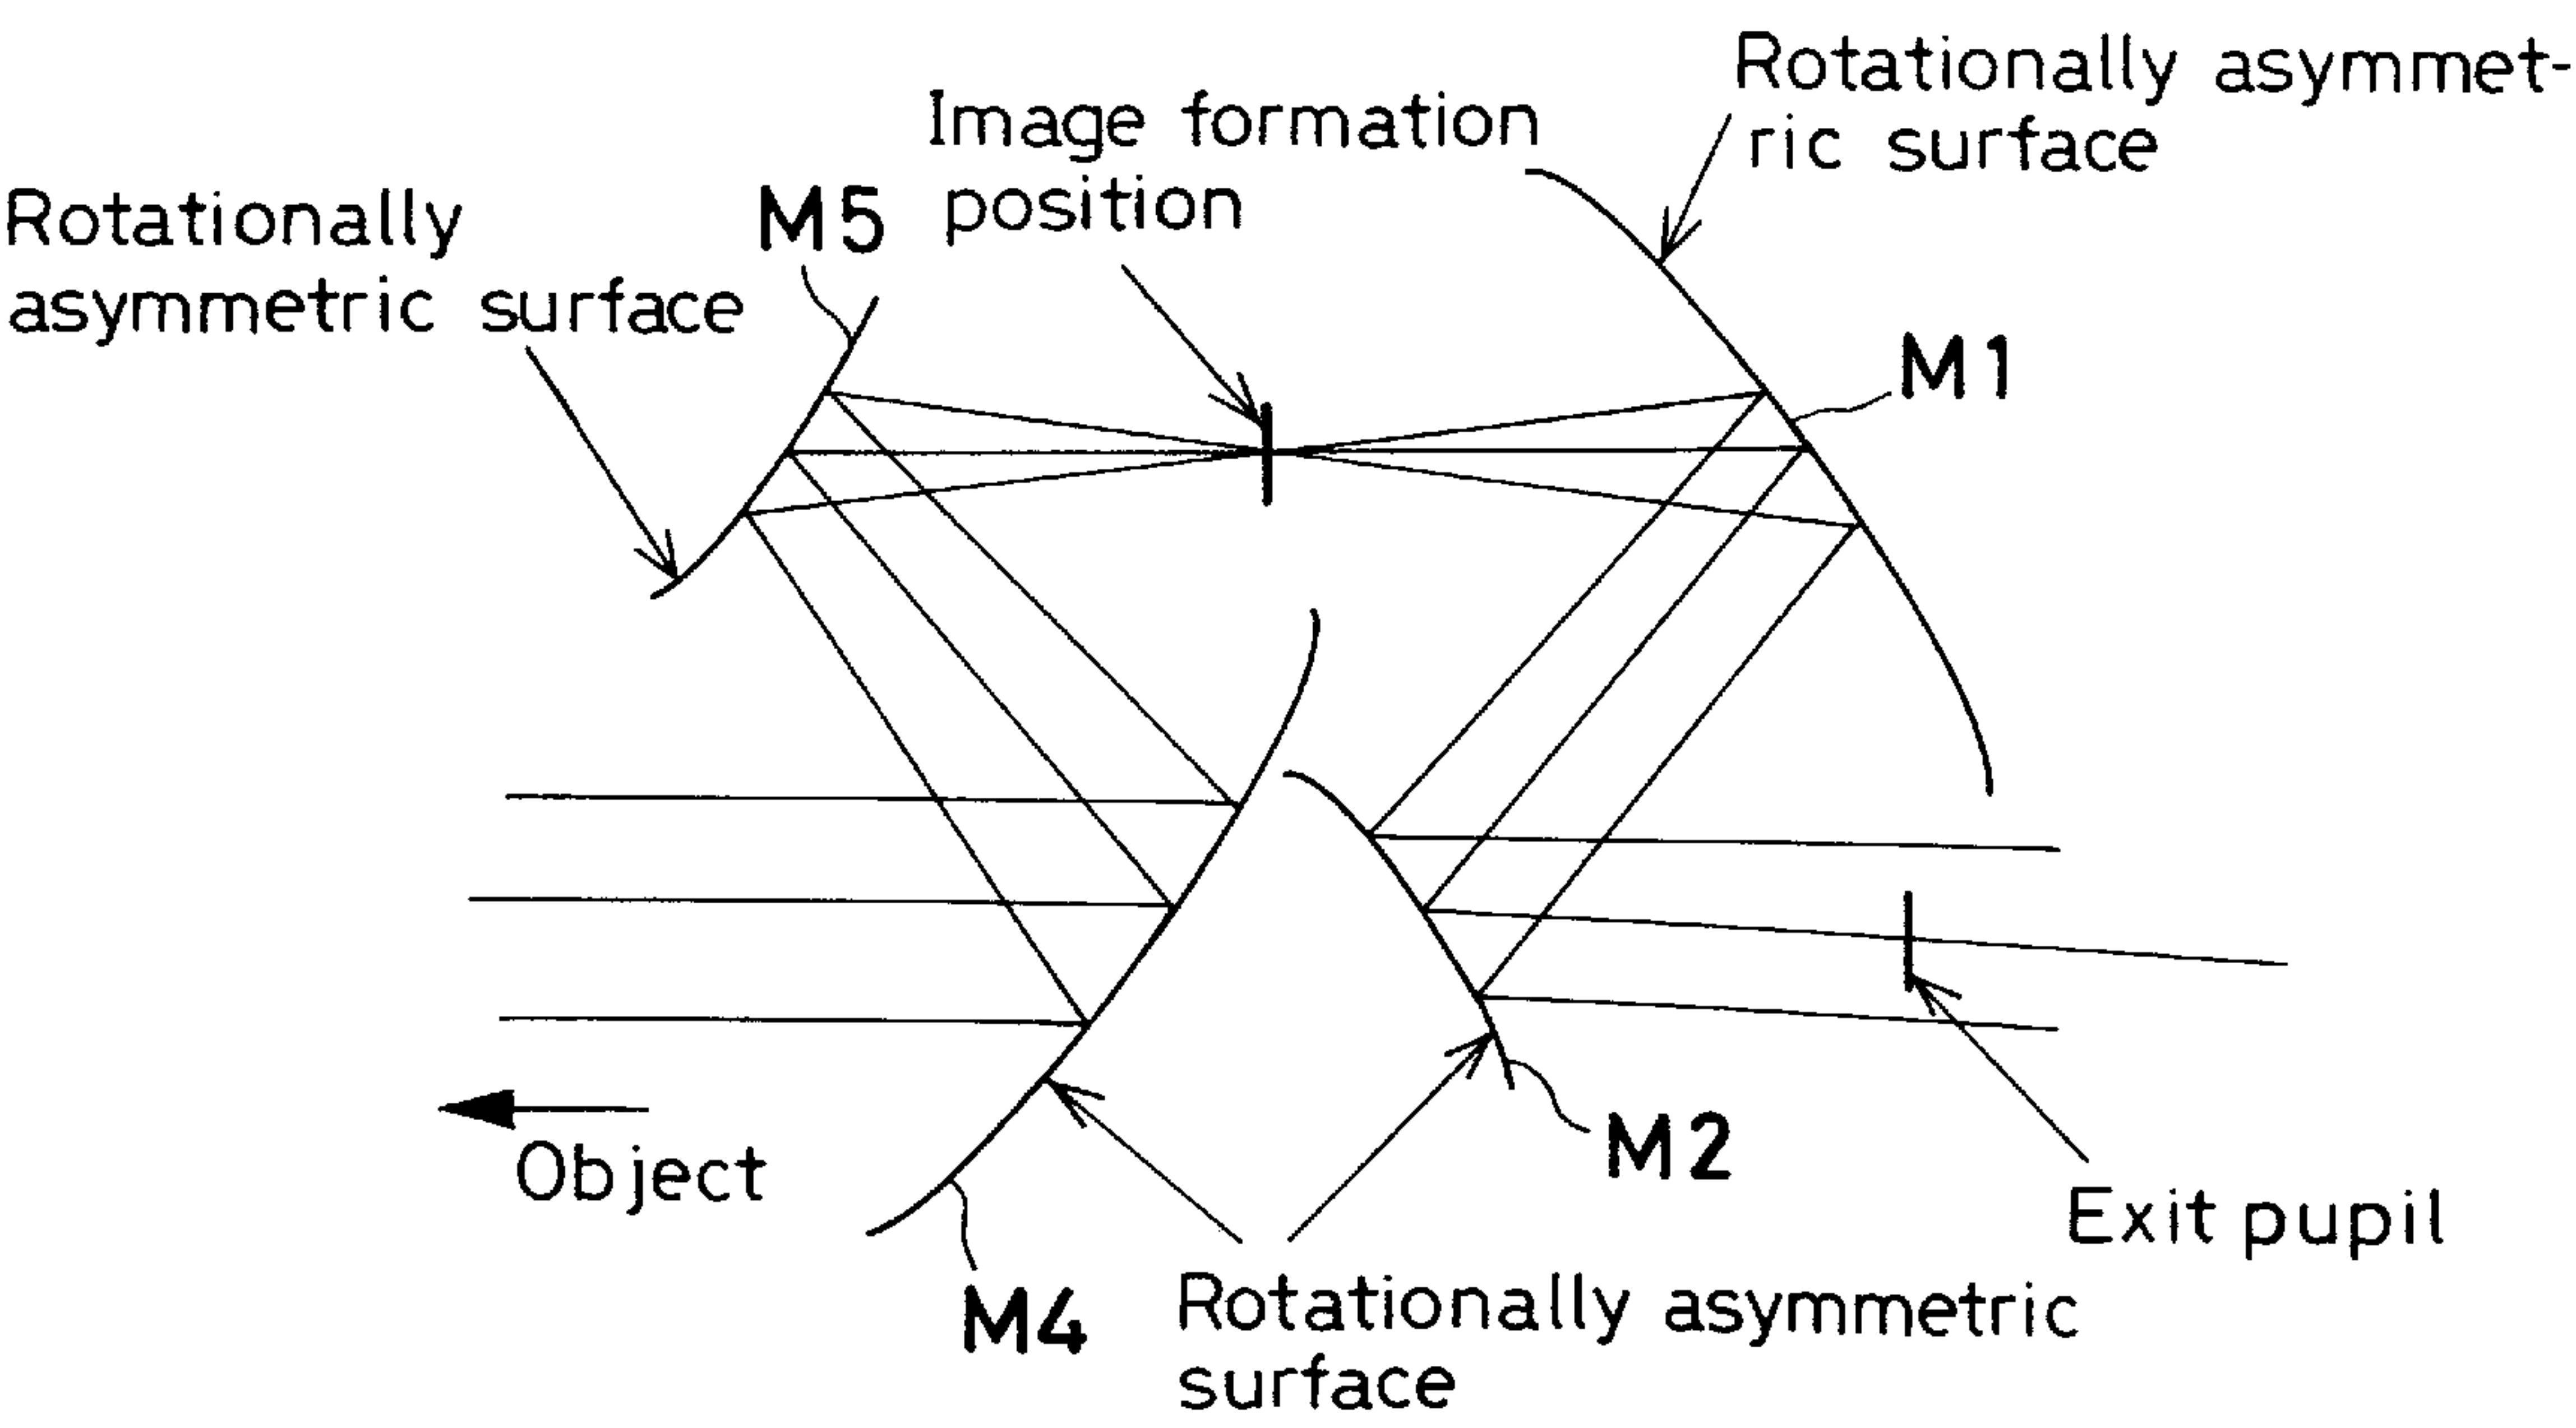 Rotationally asymmet-
ric surface
Image formation
position
M5
Rotationally
asymmetric surface
M1
Object
M2
Exit pupil
M4
Rotationally asymmetric
surface